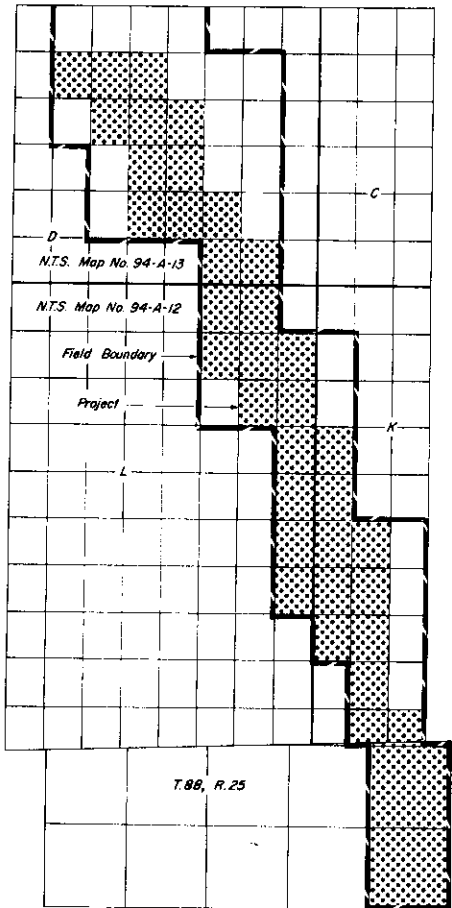 C
D
N.T.S. Map No. 94-A-13
N.T.S. Map No. 94-A-12
Field Boundary
Project
K
L
T.88, R.25